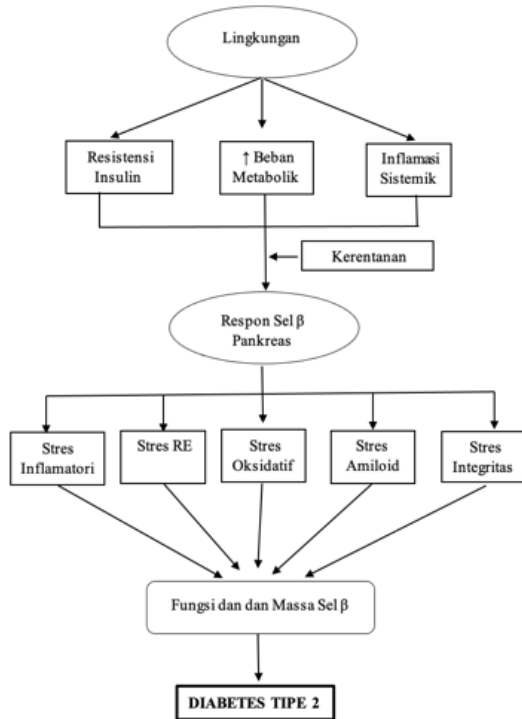 Lingkungan
Resistensi
Insulin
↑ Beban
Metabolik
Inflamasi
Sistemik
Kerentanan
Respon Sel β
Pankreas
Stres
Inflamatori
Stres RE
Stres
Oksidatif
Stres
Amiloid
Stres
Integritas
Fungsi dan dan Massa Sel β
DIABETES TIPE 2